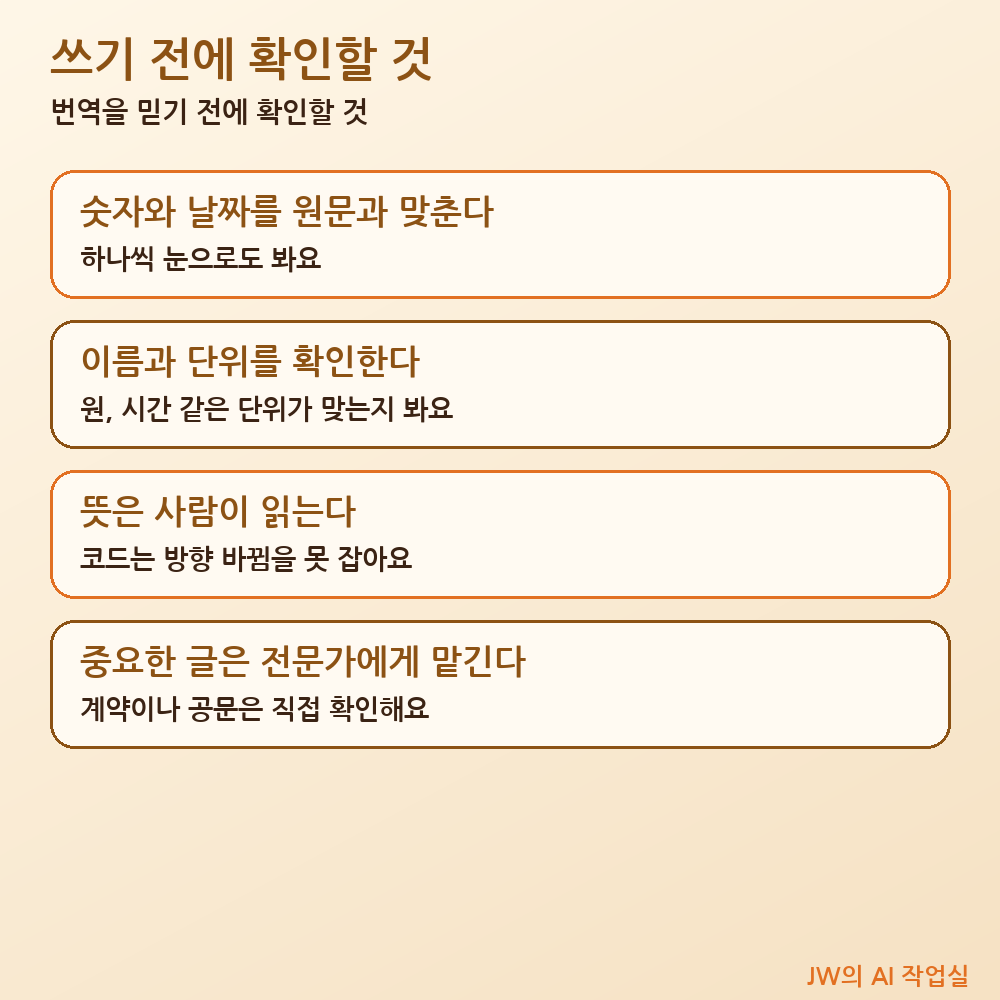 쓰기 전에 확인할 것
번역을 믿기 전에 확인할 것
숫자와 날짜를 원문과 맞춘다
하나씩 눈으로도 봐요
이름과 단위를 확인한다
원, 시간 같은 단위가 맞는지 봐요
뜻은 사람이 읽는다
코드는 방향 바뀜을 못 잡아요
중요한 글은 전문가에게 맡긴다
계약이나 공문은 직접 확인해요
JW의 AI 작업실